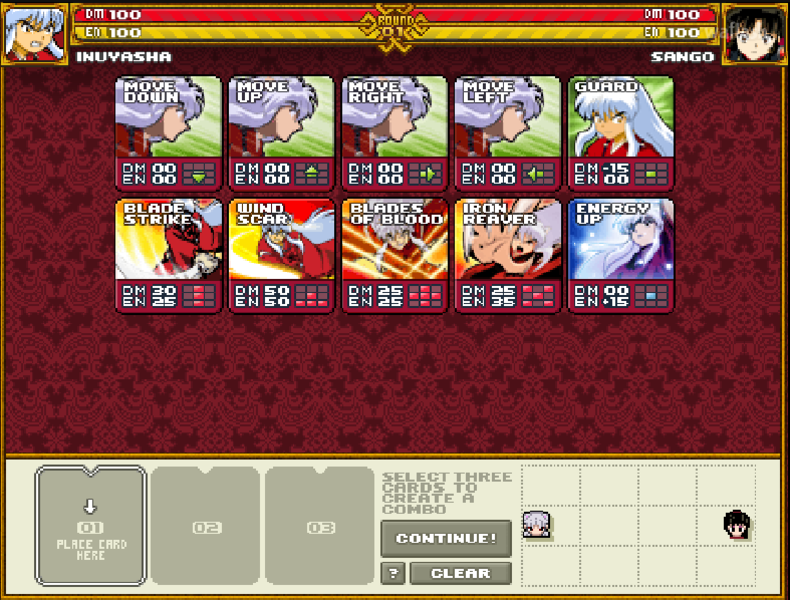 DM 100
ROUND
DM 100
EN 100
01
EN 100
INUYASHA
SANGO
MOVE
DOWN
DM 00
EN 00
MOVE
UP
DM 00
EN 00
MOVE
RIGHT
DM 00
EN 00
MOVE
LEFT
DM 00
EN 00
GUARD
DM -15
EN 00
BLADE
STRIKE
DM 30
EN 25
WIND
SCAR
DM 50
EN 50
BLADES
OF BLOOD
DM 25
EN 25
IRON
REAVER
DM 25
EN 35
ENERGY
UP
DM 00
EN +15
01
PLACE CARD
HERE
02
03
SELECT THREE
CARDS TO
CREATE A
COMBO
CONTINUE!
?
CLEAR